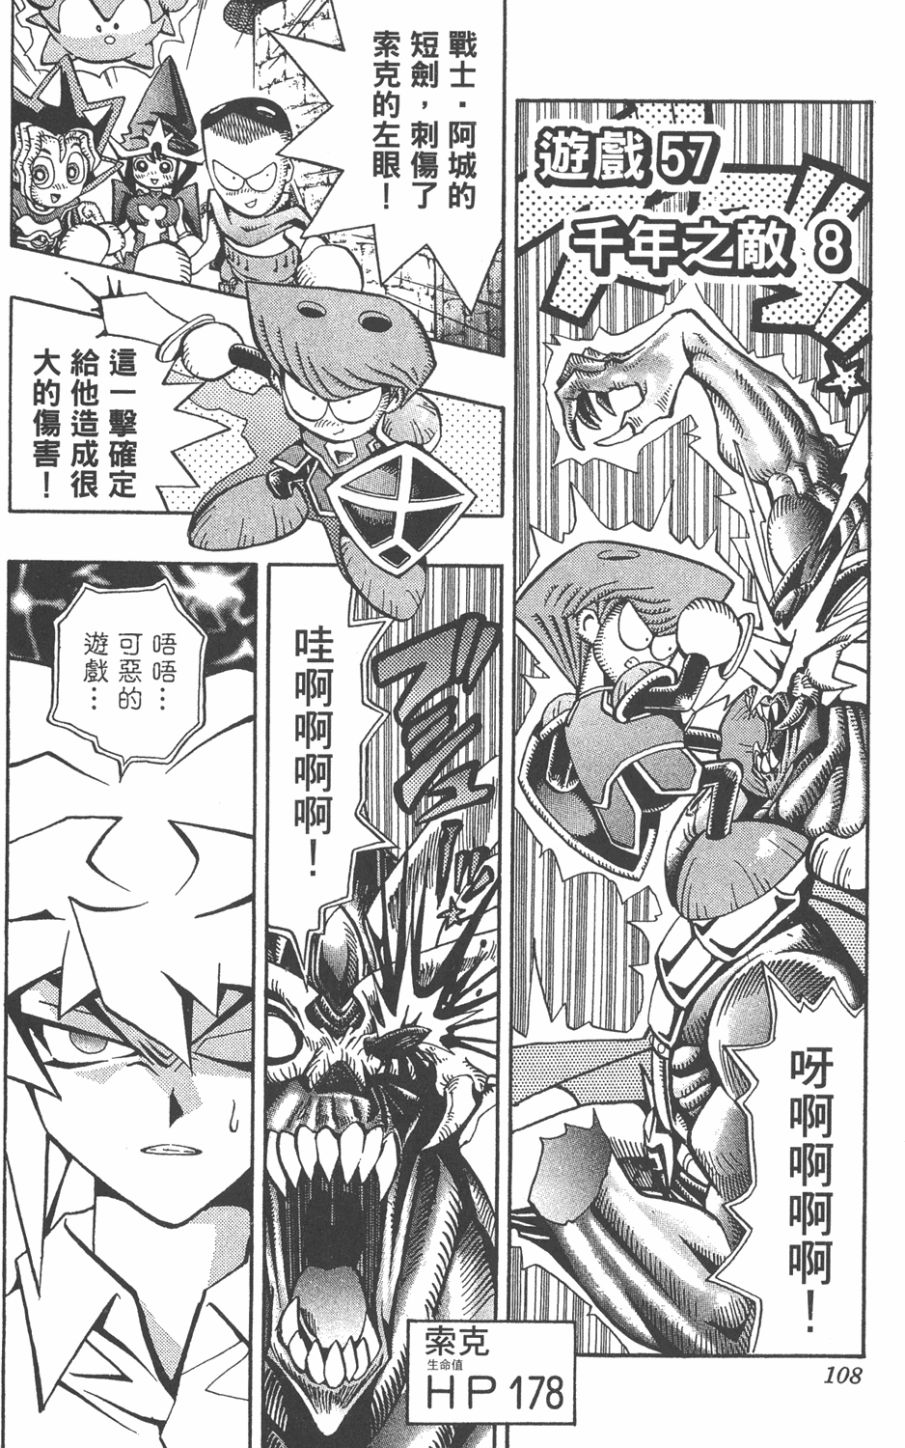 遊戲 57
千年之敵 8
呀啊啊啊啊！
戰士．阿城的
短劍，刺傷了
索克的左眼！
這一擊確定
給他造成很
大的傷害！
哇啊啊啊啊！
索克
生命值
HP 178
唔唔…
可惡的
遊戲…
108